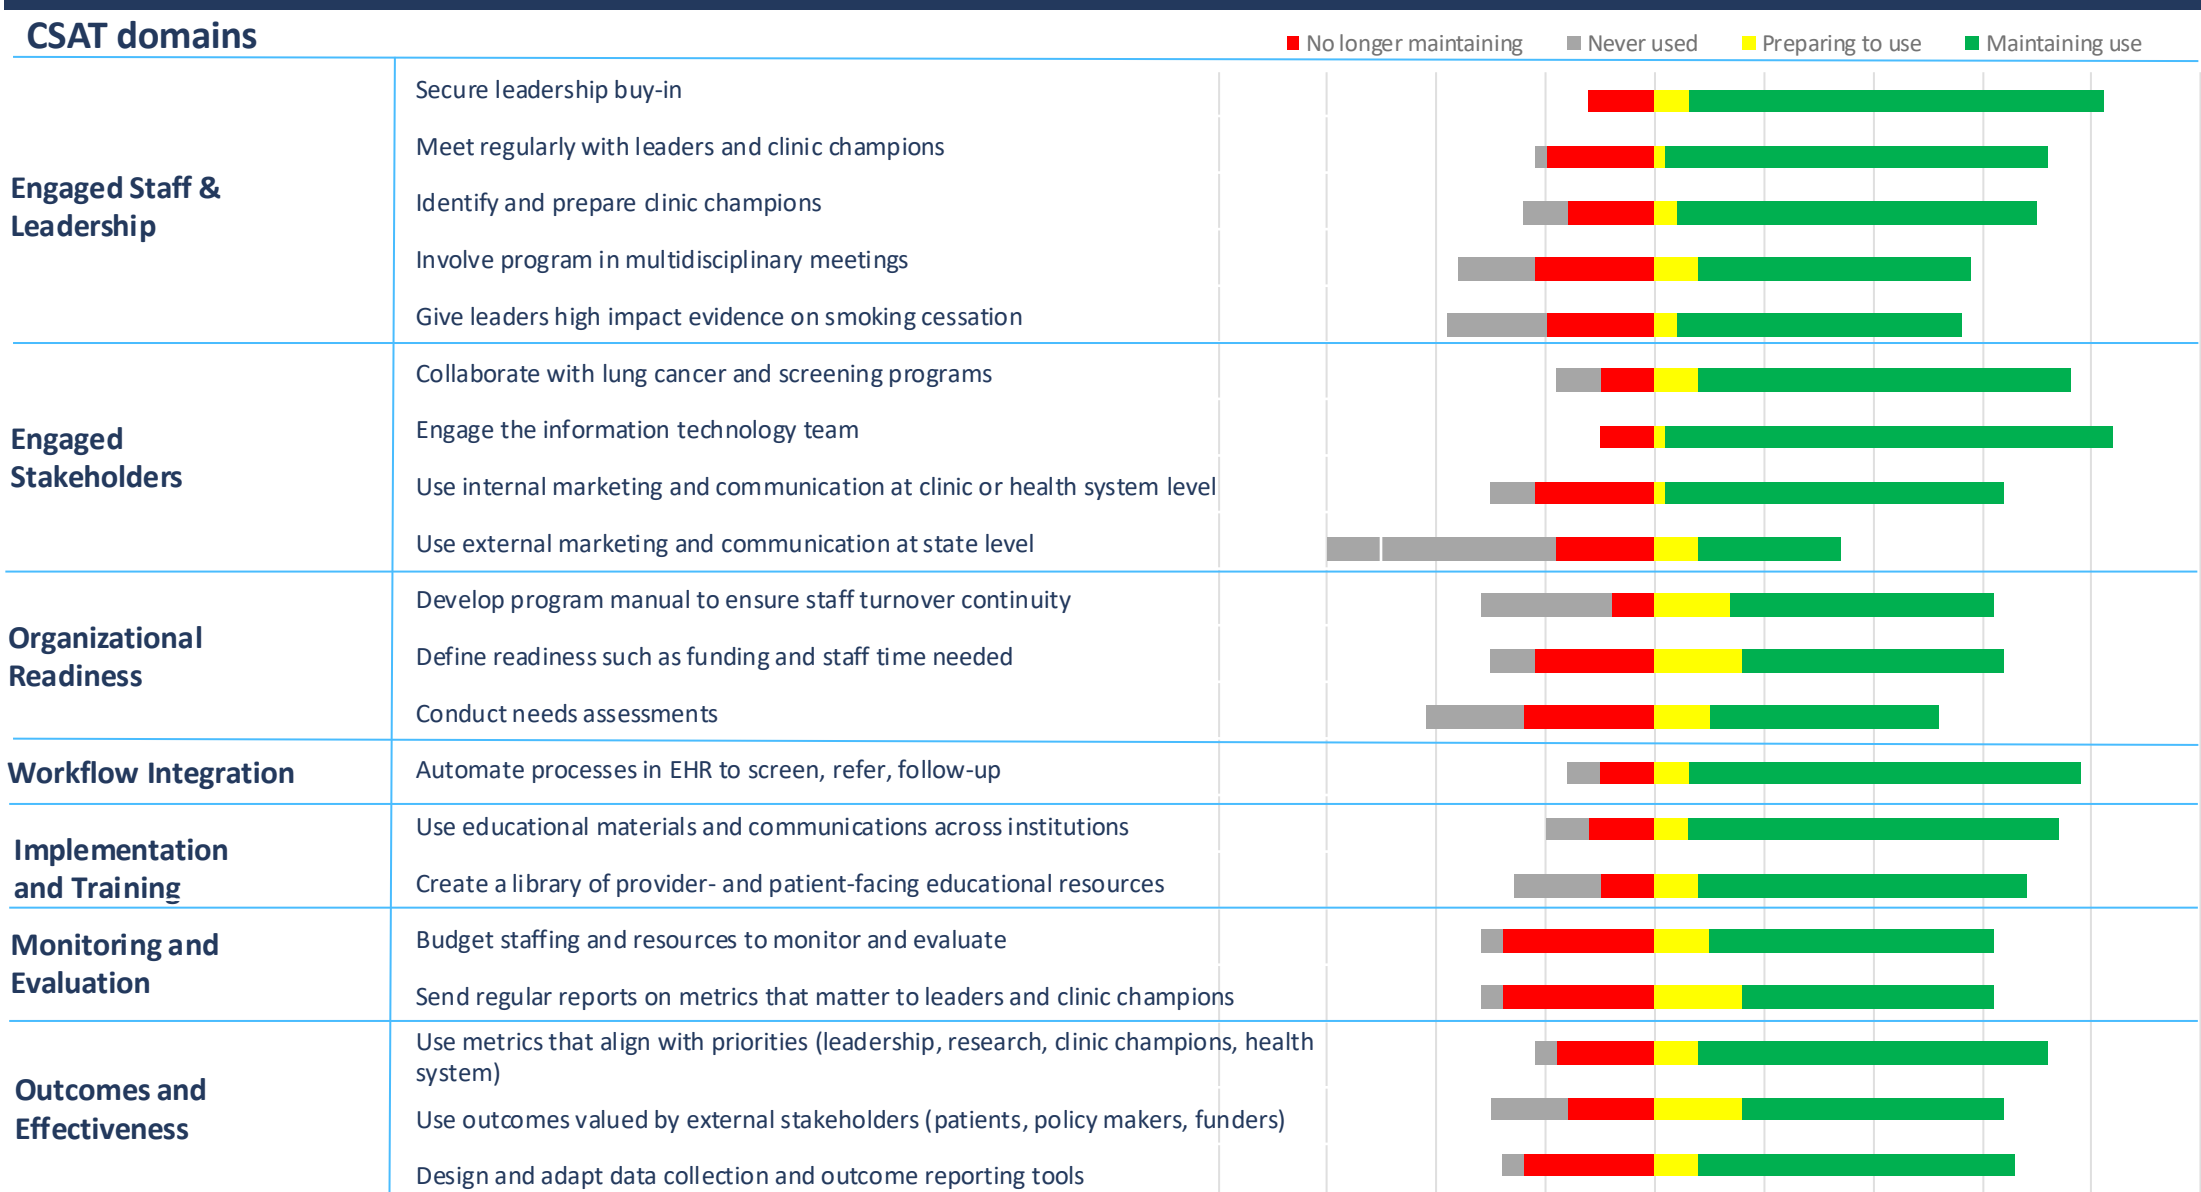 CSAT domains
No longer maintaining
Never used
Preparing to use
Maintaining use
Engaged Staff &
Leadership
Secure leadership buy-in
Meet regularly with leaders and clinic champions
Identify and prepare clinic champions
Involve program in multidisciplinary meetings
Give leaders high impact evidence on smoking cessation
Engaged
Stakeholders
Collaborate with lung cancer and screening programs
Engage the information technology team
Use internal marketing and communication at clinic or health system level
Use external marketing and communication at state level
Organizational
Readiness
Develop program manual to ensure staff turnover continuity
Define readiness such as funding and staff time needed
Conduct needs assessments
Workflow Integration
Automate processes in EHR to screen, refer, follow-up
Implementation
and Training
Use educational materials and communications across institutions
Create a library of provider- and patient-facing educational resources
Monitoring and
Evaluation
Budget staffing and resources to monitor and evaluate
Send regular reports on metrics that matter to leaders and clinic champions
Outcomes and
Effectiveness
Use metrics that align with priorities (leadership, research, clinic champions, health
system)
Use outcomes valued by external stakeholders (patients, policy makers, funders)
Design and adapt data collection and outcome reporting tools